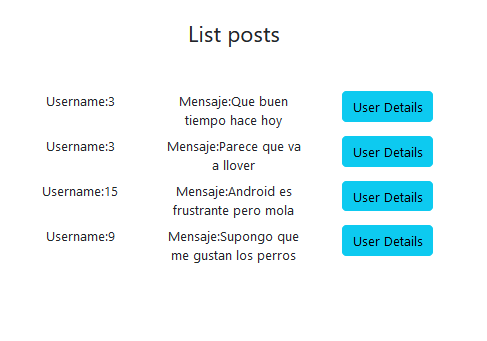 List posts
Username:3
Mensaje:Que buen
tiempo hace hoy
User Details
Username:3
Mensaje:Parece que va
a llover
User Details
Username:15
Mensaje:Android es
frustrante pero mola
User Details
Username:9
Mensaje:Supongo que
me gustan los perros
User Details